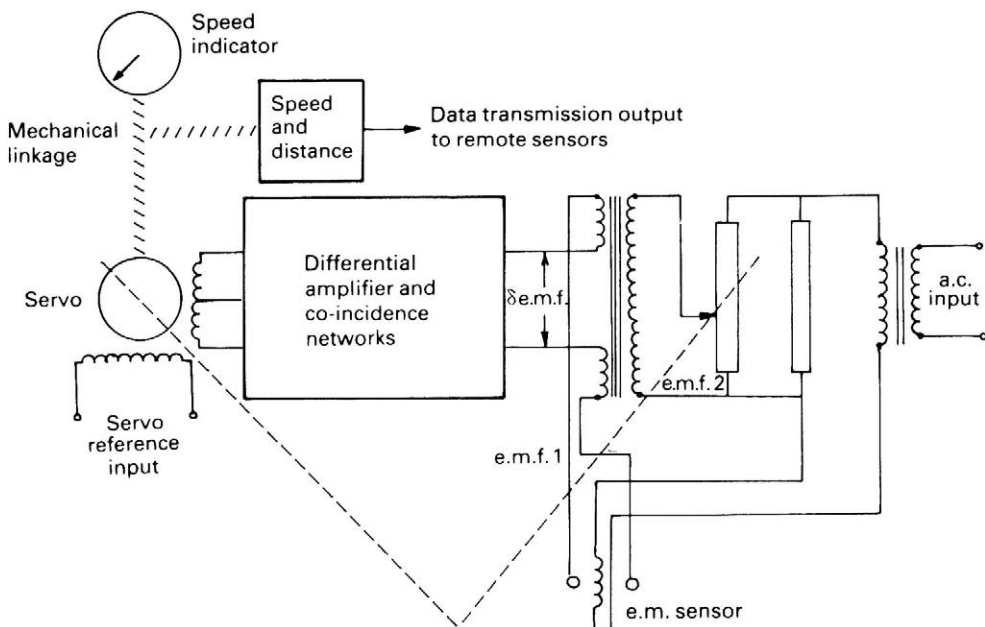 Speed
indicator
Mechanical
linkage
Speed
and
distance
Data transmission output
to remote sensors
Servo
Differential
amplifier and
co-incidence
networks
δe.m.f.
a.c.
input
e.m.f.2
Servo
reference
input
e.m.f.1
e.m. sensor